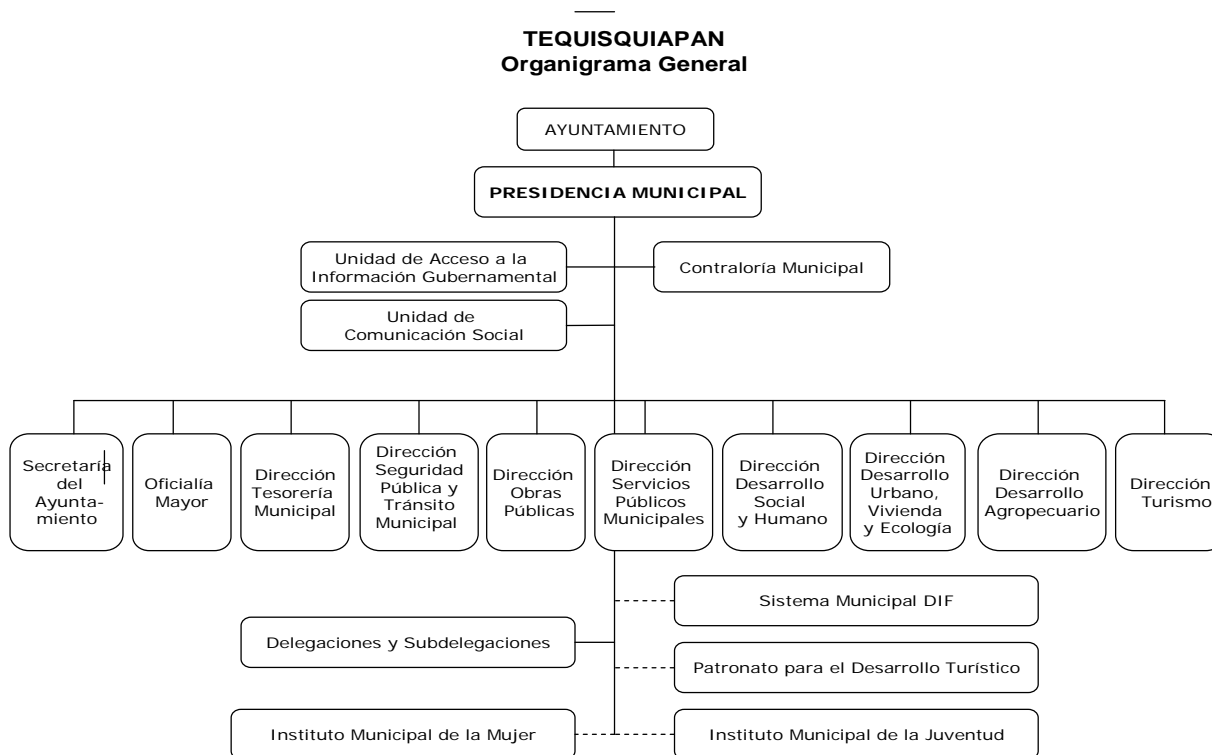 TEQUISQUIAPAN
Organigrama General
AYUNTAMIENTO
PRESIDENCIA MUNICIPAL
Unidad de Acceso a la
Información Gubernamental
Contraloría Municipal
Unidad de
Comunicación Social
Secretaría
del
Ayunta-
miento
Oficialía
Mayor
Dirección
Tesorería
Municipal
Dirección
Seguridad
Pública y
Tránsito
Municipal
Dirección
Obras
Públicas
Dirección
Servicios
Públicos
Municipales
Dirección
Desarrollo
Social
y Humano
Dirección
Desarrollo
Urbano,
Vivienda
y Ecología
Dirección
Desarrollo
Agropecuario
Dirección
Turismo
Sistema Municipal DIF
Delegaciones y Subdelegaciones
Patronato para el Desarrollo Turístico
Instituto Municipal de la Mujer
Instituto Municipal de la Juventud